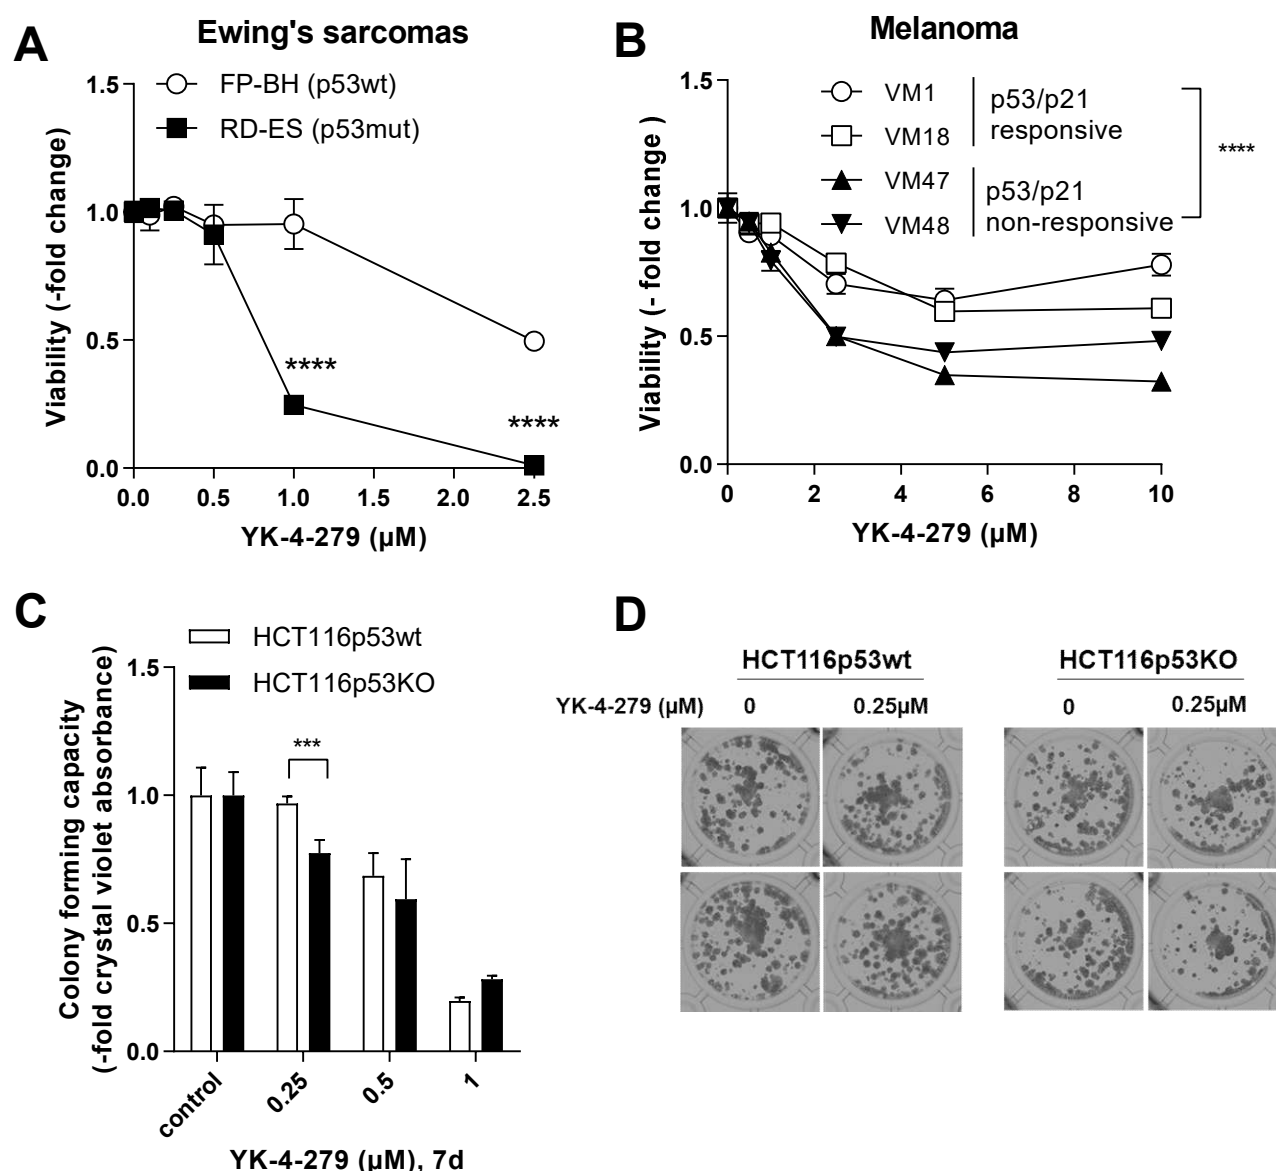 A
Ewing's sarcomas
FP-BH (p53wt)
RD-ES (p53mut)
1.5
1.0
0.5
0.0
Viability (-fold change)
****
****
0.0 0.5 1.0 1.5 2.0 2.5
YK-4-279 (µM)
B
Melanoma
VM1
VM18
VM47
VM48
p53/p21
responsive
p53/p21
non-responsive
****
1.5
1.0
0.5
0.0
Viability (- fold change )
0 2 4 6 8 10
YK-4-279 (µM)
C
HCT116p53wt
HCT116p53KO
1.5
1.0
0.5
0.0
Colony forming capacity
(-fold crystal violet absorbance)
***
control 0.25 0.5 1
YK-4-279 (µM), 7d
D
HCT116p53wt HCT116p53KO
YK-4-279 (µM) 0 0.25µM 0 0.25µM